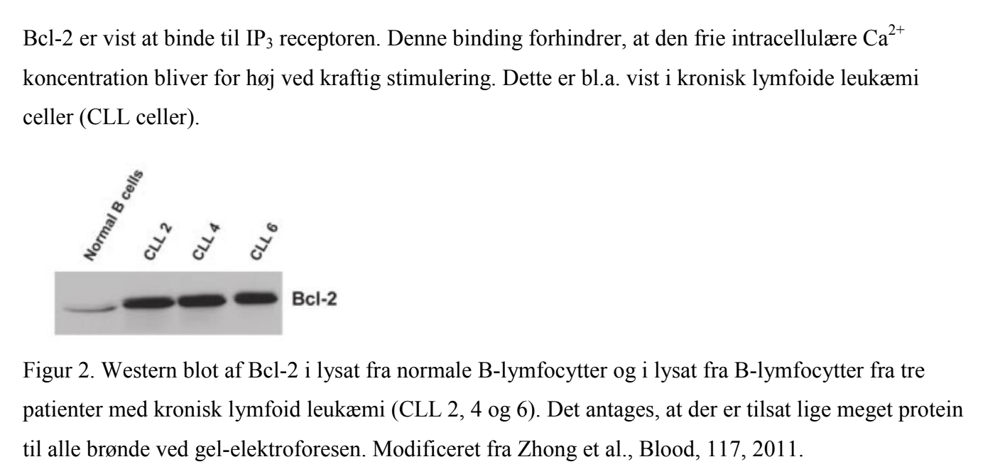 Bcl-2 er vist at binde til IP₃ receptoren. Denne binding forhindrer, at den frie intracellulære Ca²⁺
koncentration bliver for høj ved kraftig stimulering. Dette er bl.a. vist i kronisk lymfoide leukæmi
celler (CLL celler).
Normal B cells
CLL 2
CLL 4
CLL 6
Bcl-2
Figur 2. Western blot af Bcl-2 i lysat fra normale B-lymfocytter og i lysat fra B-lymfocytter fra tre
patienter med kronisk lymfoid leukæmi (CLL 2, 4 og 6). Det antages, at der er tilsat lige meget protein
til alle brønde ved gel-elektroforesen. Modificeret fra Zhong et al., Blood, 117, 2011.